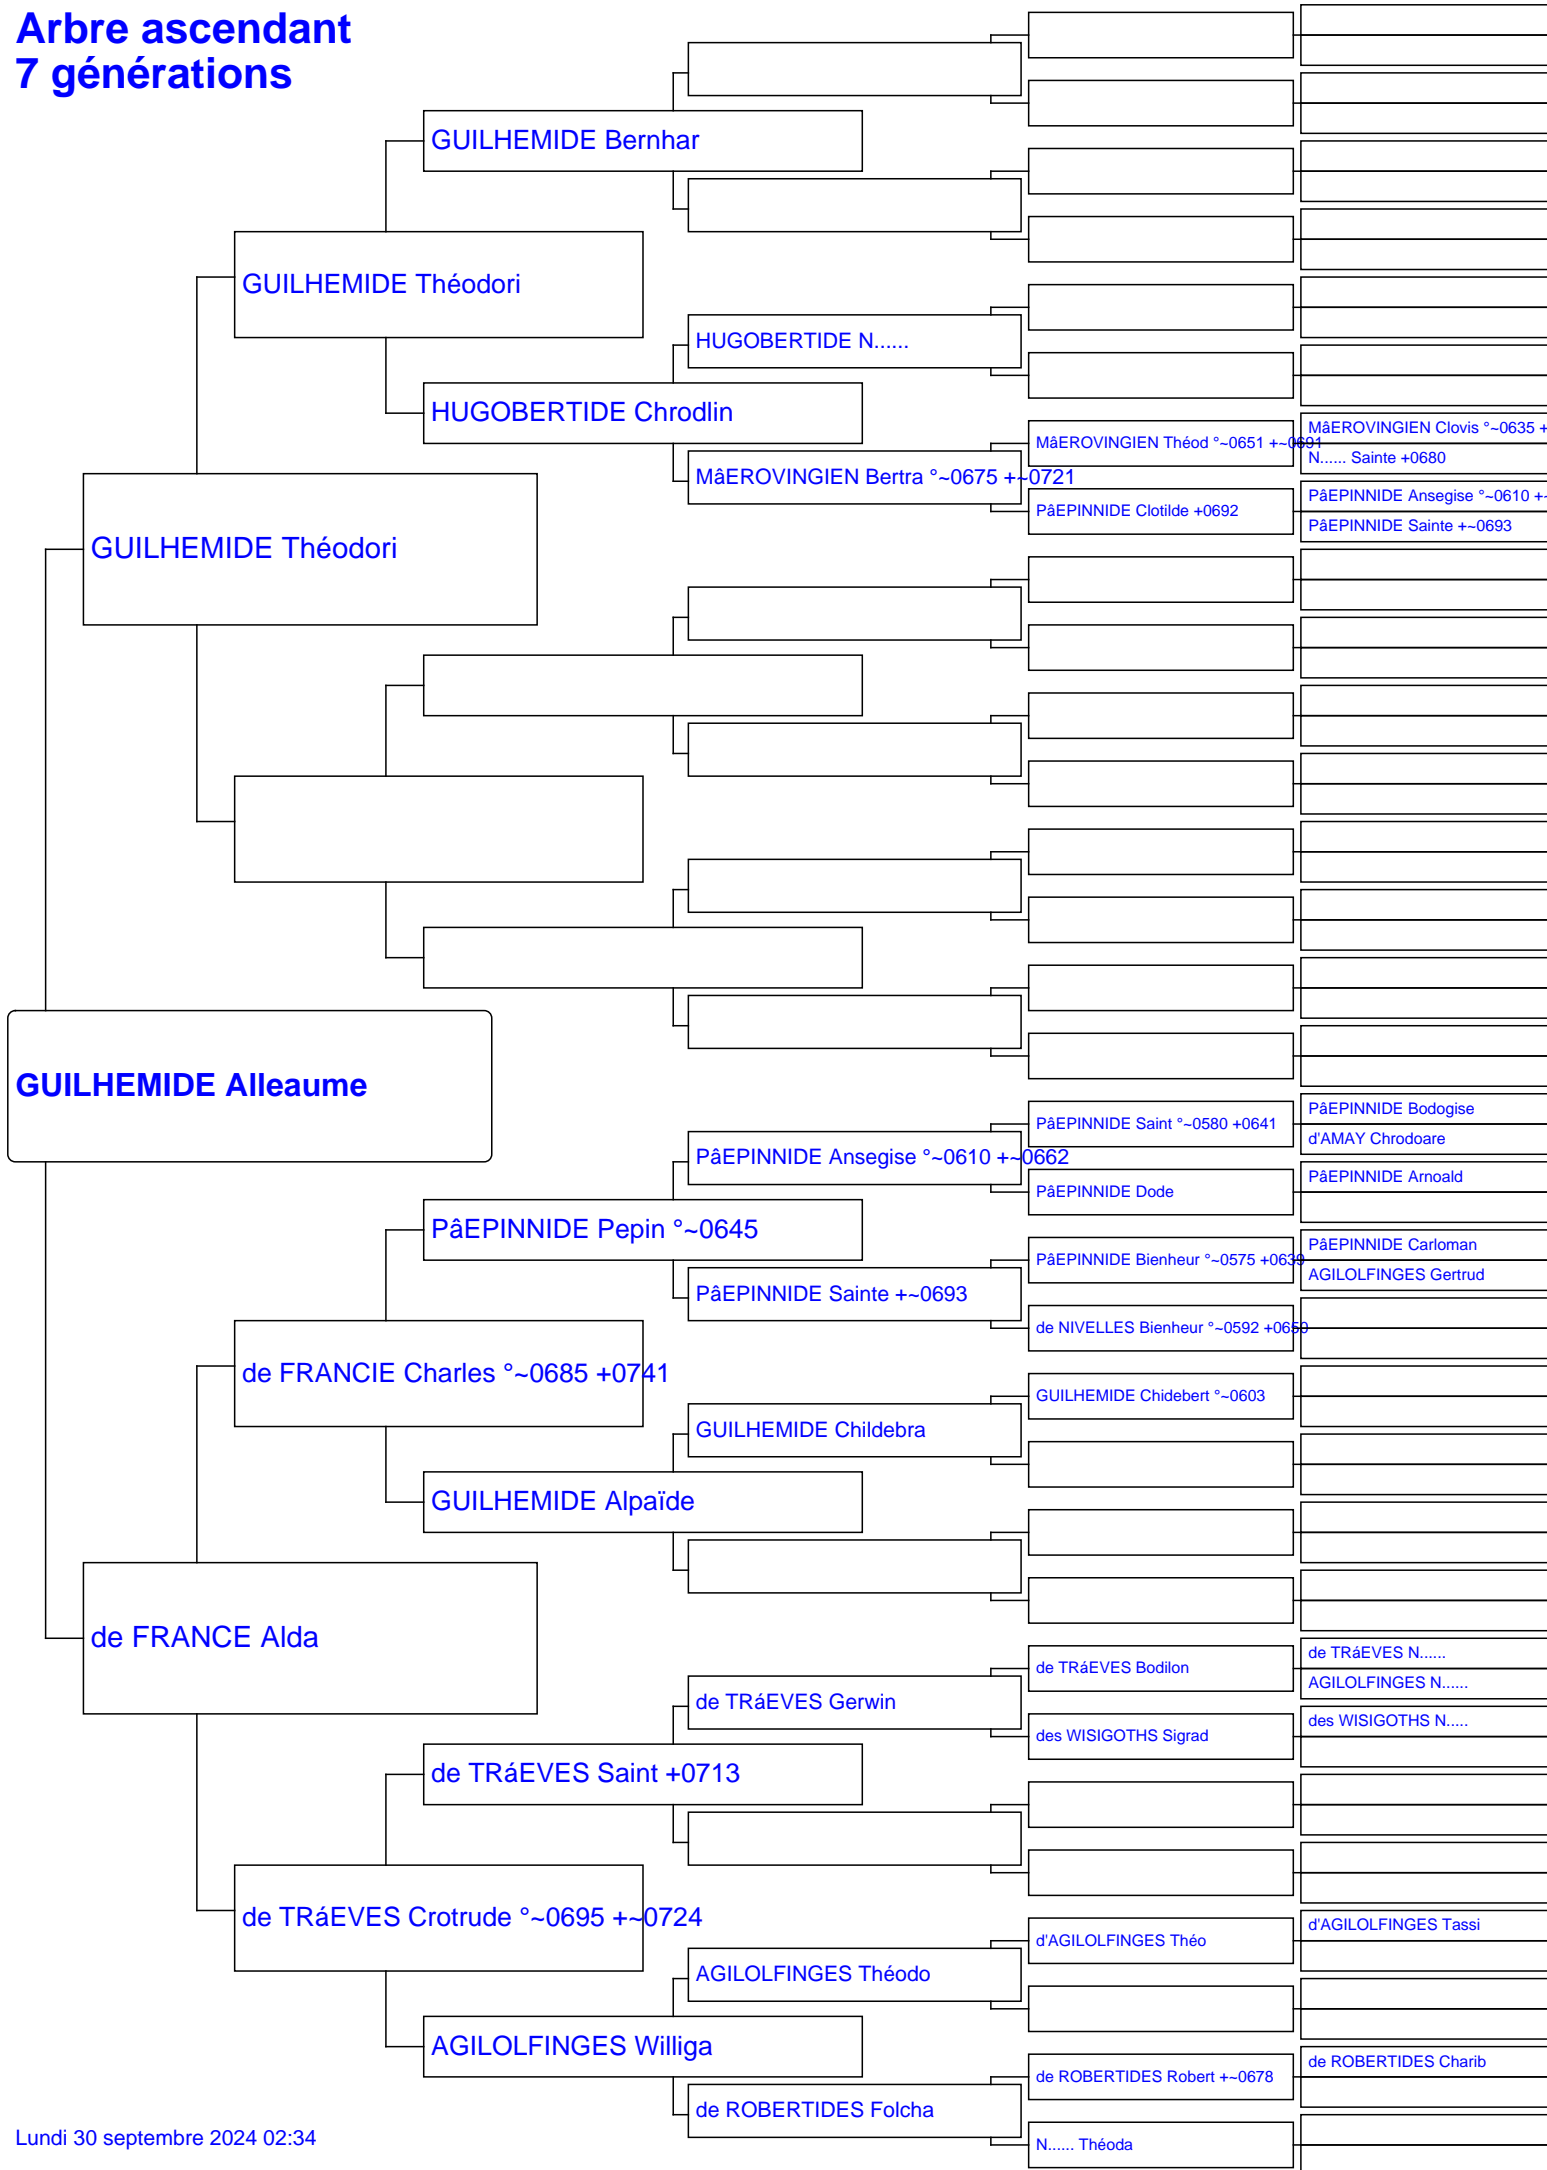 Arbre ascendant
7 générations
GUILHEMIDE Bernhar
GUILHEMIDE Théodori
HUGOBERTIDE N......
HUGOBERTIDE Chrodlin
MâEROVINGIEN Théod °~0651 +~0691
MâEROVINGIEN Clovis °~0635 +
N...... Sainte +0680
MâEROVINGIEN Bertra °~0675 +~0721
PâEPINNIDE Clotilde +0692
PâEPINNIDE Ansegise °~0610 +~
PâEPINNIDE Sainte +~0693
GUILHEMIDE Théodori
GUILHEMIDE Alleaume
PâEPINNIDE Saint °~0580 +0641
PâEPINNIDE Bodogise
d'AMAY Chrodoare
PâEPINNIDE Ansegise °~0610 +~0662
PâEPINNIDE Dode
PâEPINNIDE Arnoald
PâEPINNIDE Pepin °~0645
PâEPINNIDE Bienheur °~0575 +0639
PâEPINNIDE Carloman
AGILOLFINGES Gertrud
PâEPINNIDE Sainte +~0693
de NIVELLES Bienheur °~0592 +0650
de FRANCIE Charles °~0685 +0741
GUILHEMIDE Chidebert °~0603
GUILHEMIDE Childebra
GUILHEMIDE Alpaïde
de FRANCE Alda
de TRáEVES Bodilon
de TRáEVES N......
AGILOLFINGES N......
de TRáEVES Gerwin
des WISIGOTHS Sigrad
des WISIGOTHS N.....
de TRáEVES Saint +0713
de TRáEVES Crotrude °~0695 +~0724
d'AGILOLFINGES Théo
d'AGILOLFINGES Tassi
AGILOLFINGES Théodo
AGILOLFINGES Williga
de ROBERTIDES Robert +~0678
de ROBERTIDES Charib
de ROBERTIDES Folcha
N...... Théoda
Lundi 30 septembre 2024 02:34